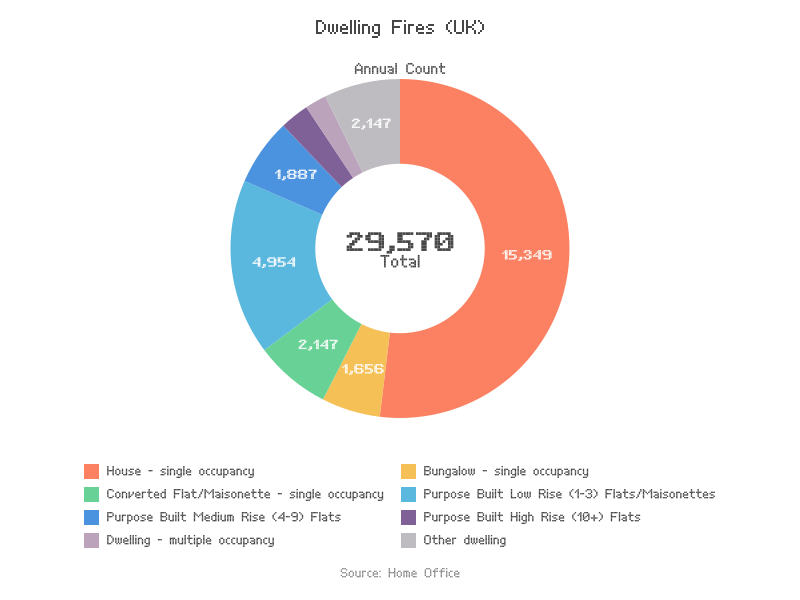 Dwelling Fires (UK)
Annual Count
2,147
1,887
4,954
15,349
2,147
1,656
29,570
Total
House - single occupancy
Bungalow - single occupancy
Converted Flat/Maisonette - single occupancy
Purpose Built Low Rise (1-3) Flats/Maisonettes
Purpose Built Medium Rise (4-9) Flats
Purpose Built High Rise (10+) Flats
Dwelling - multiple occupancy
Other dwelling
Source: Home Office